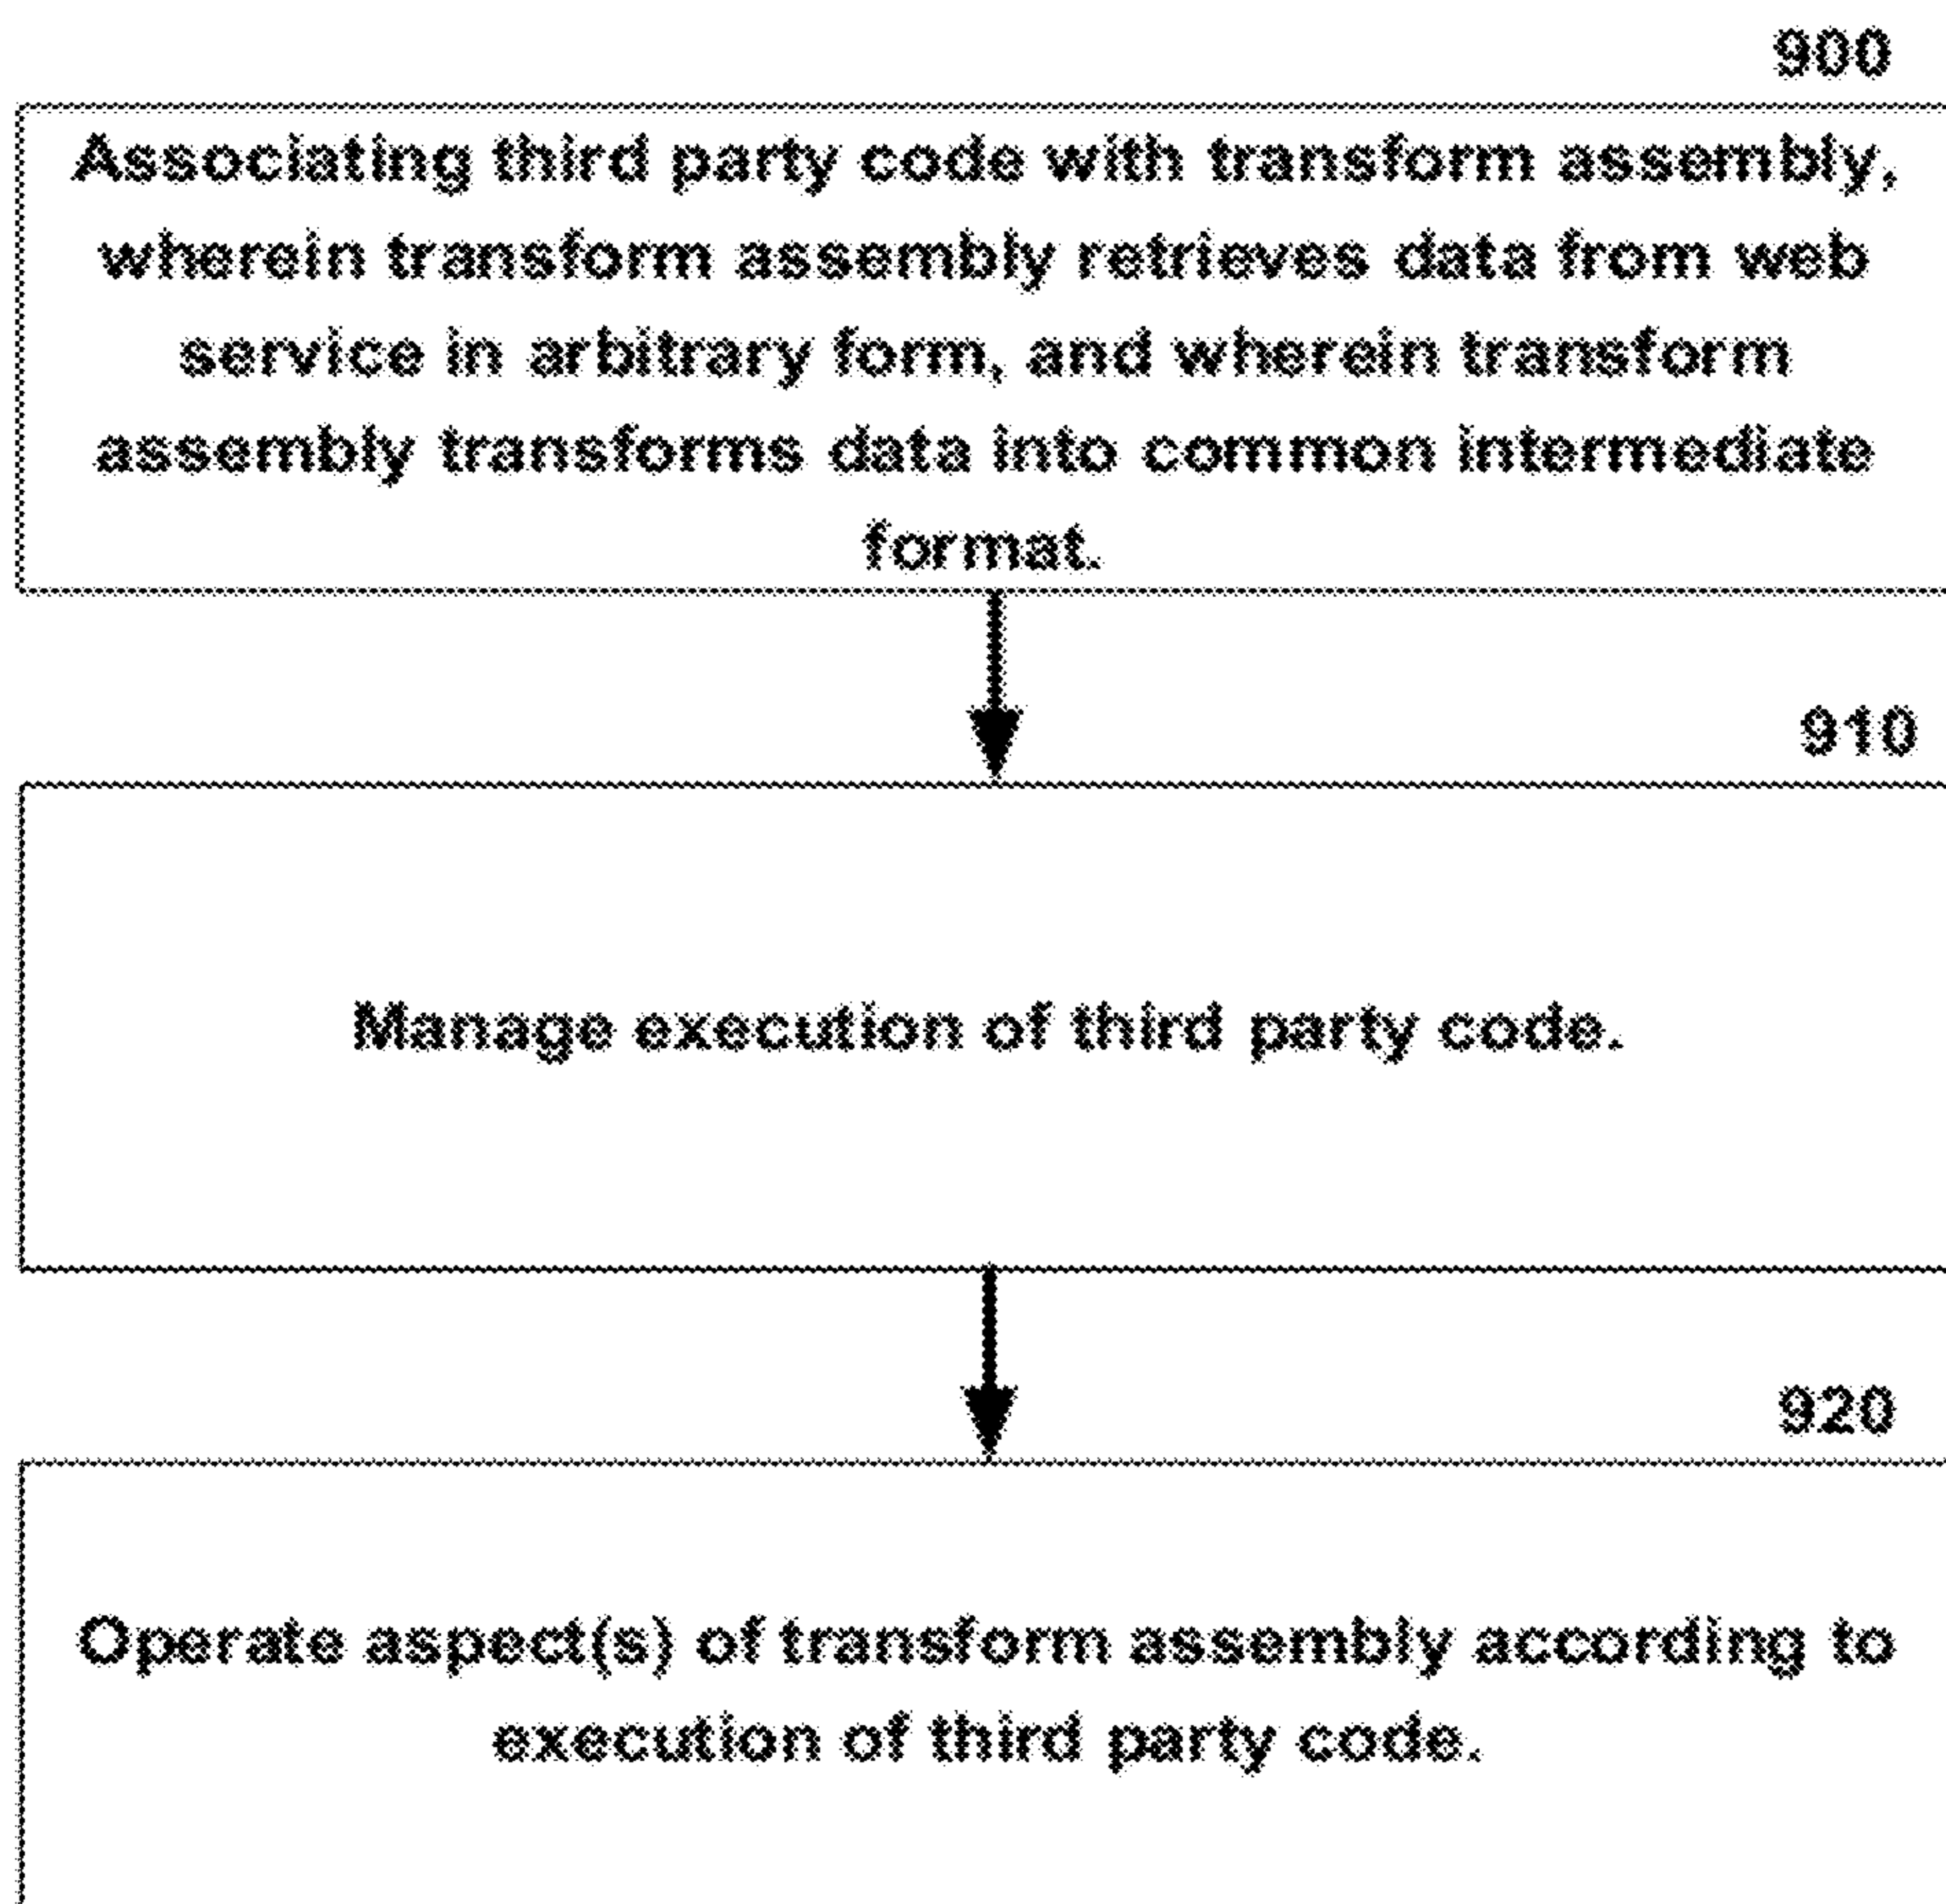 900
Associating third party code with transform assembly,
wherein transform assembly retrieves data from web
service in arbitrary form, and wherein transform
assembly transforms data into common intermediate
format.
910
Manage execution of third party code.
920
Operate aspect(s) of transform assembly according to
execution of third party code.